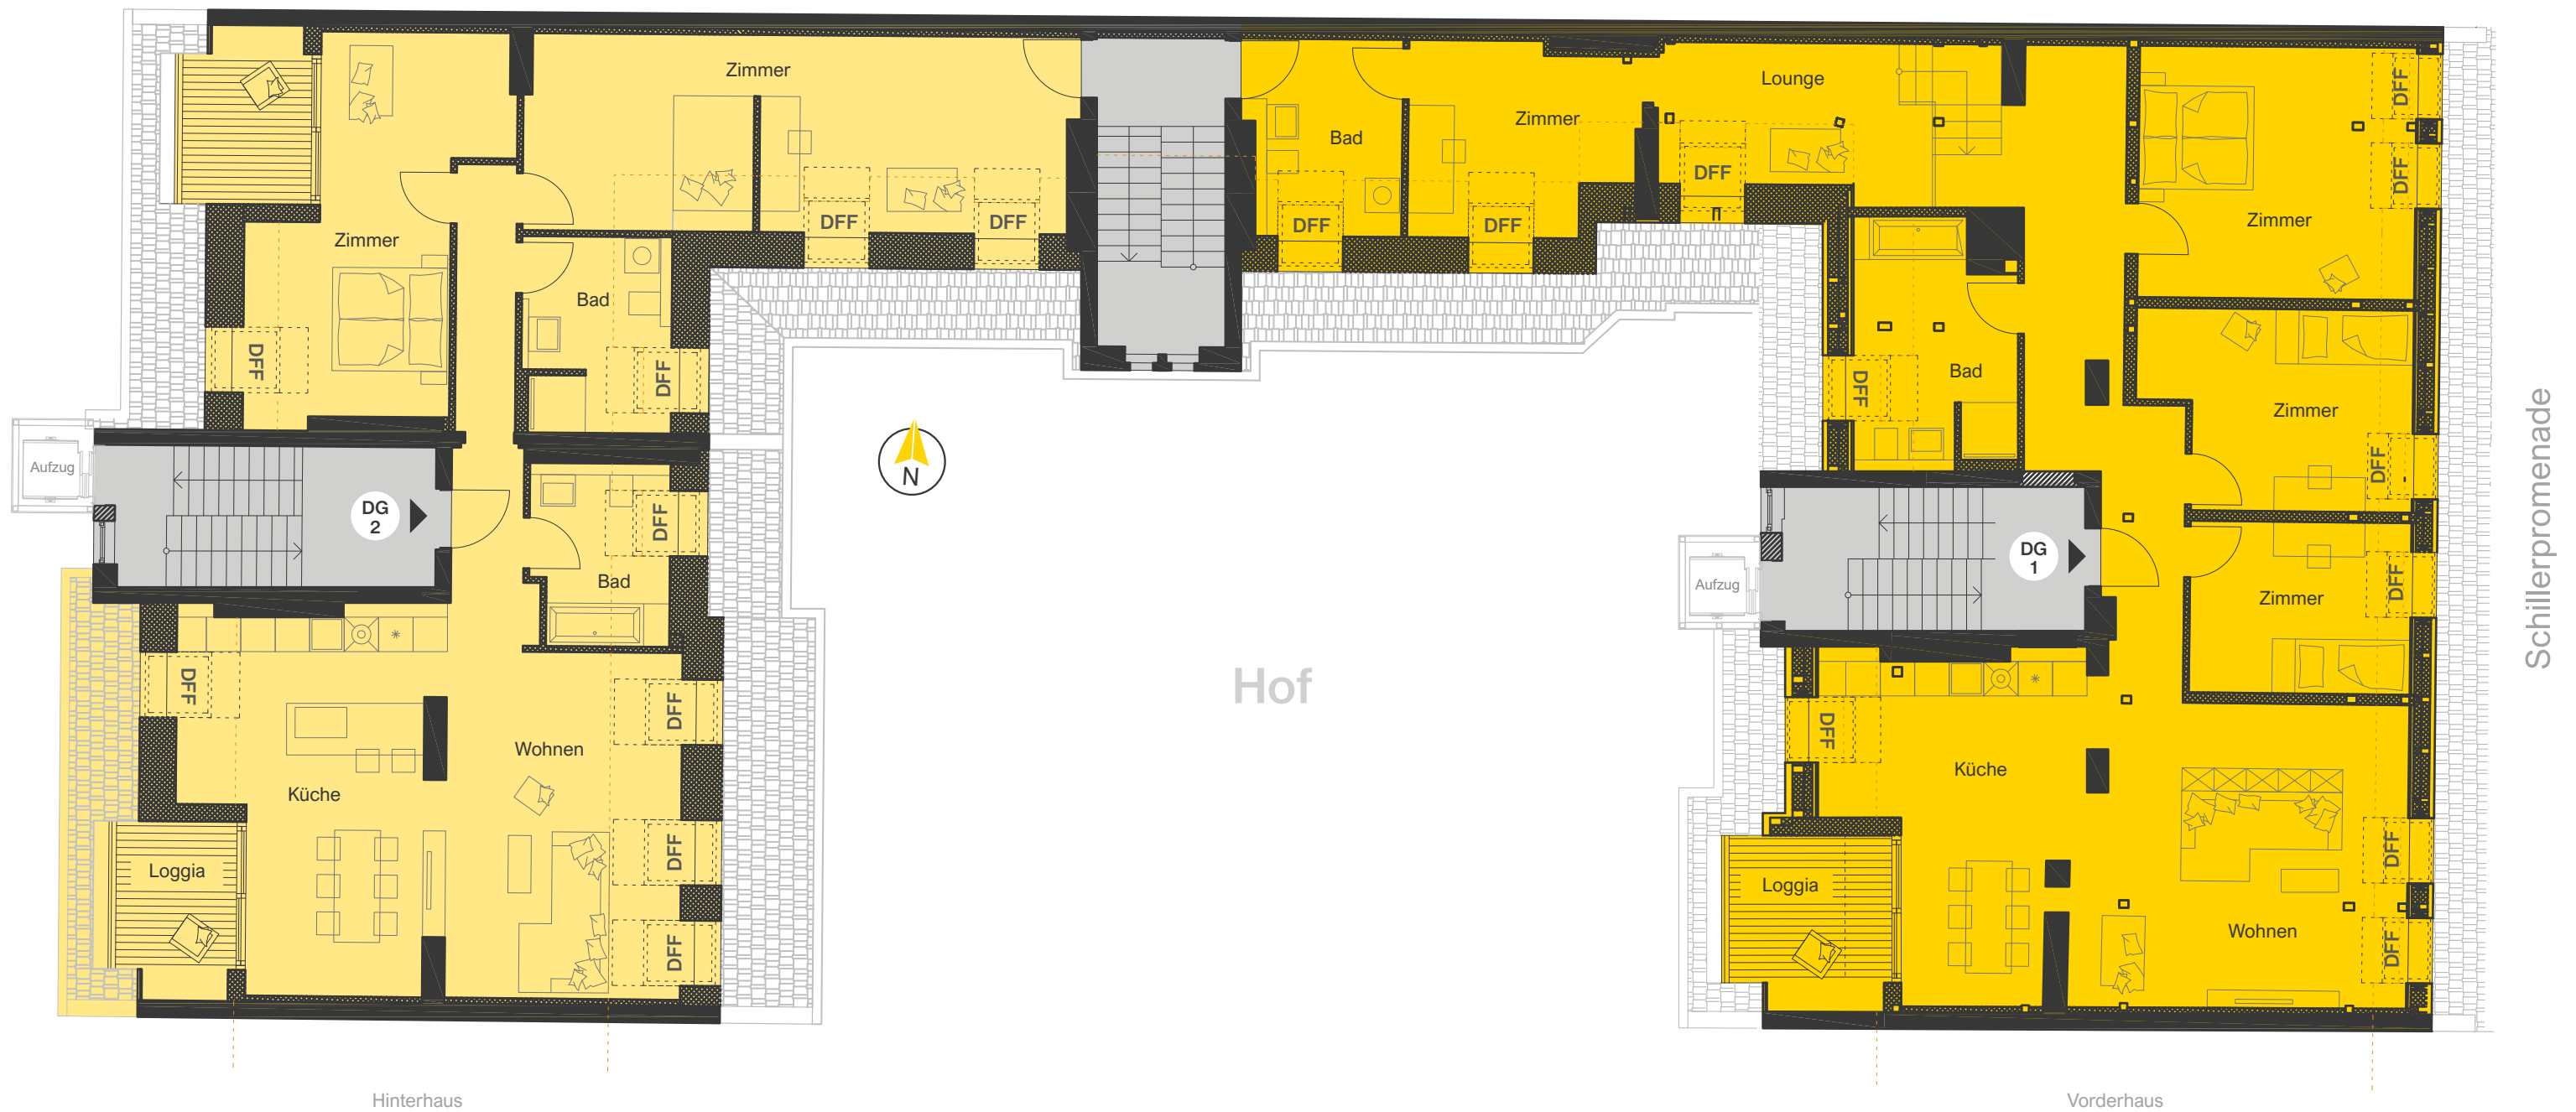 Zimmer
Lounge
DFF
Zimmer
Bad
DFF
DFF
Zimmer
DFF
DFF
DFF
DFF
DFF
Zimmer
Bad
DFF
DFF
DFF
Bad
Zimmer
Schillerpromenade
N
Aufzug
DG
2
DFF
DFF
DG
1
Aufzug
Bad
DFF
Zimmer
Hof
DFF
DFF
DFF
Wohnen
Küche
Küche
DFF
DFF
Loggia
Loggia
Wohnen
DFF
DFF
Hinterhaus
Vorderhaus